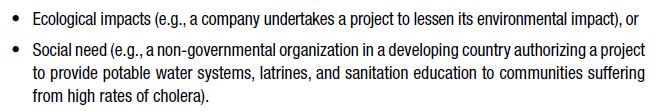 • Ecological impacts (e.g., a company undertakes a project to lessen its environmental impact), or
• Social need (e.g., a non-governmental organization in a developing country authorizing a project
to provide potable water systems, latrines, and sanitation education to communities suffering
from high rates of cholera).